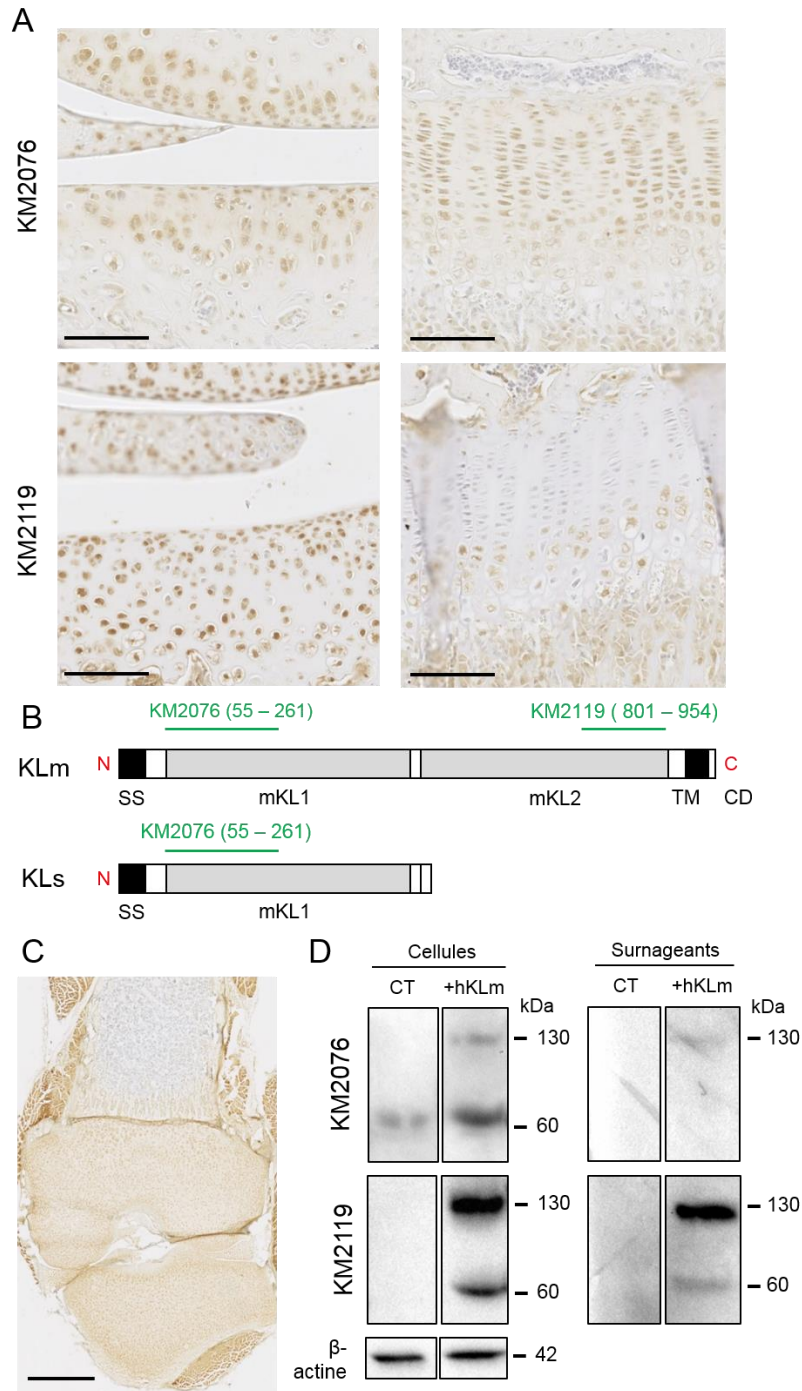 A
KM2076
KM2119
B
KM2076 (55 – 261)
KM2119 ( 801 – 954)
KLm N C
SS mKL1 mKL2 TM CD
KM2076 (55 – 261)
KLs N
SS mKL1
C
D
Cellules Surnageants
CT +hKLm kDa CT +hKLm kDa
KM2076
130 130
60 60
KM2119
130 130
60 60
β-
actine
42